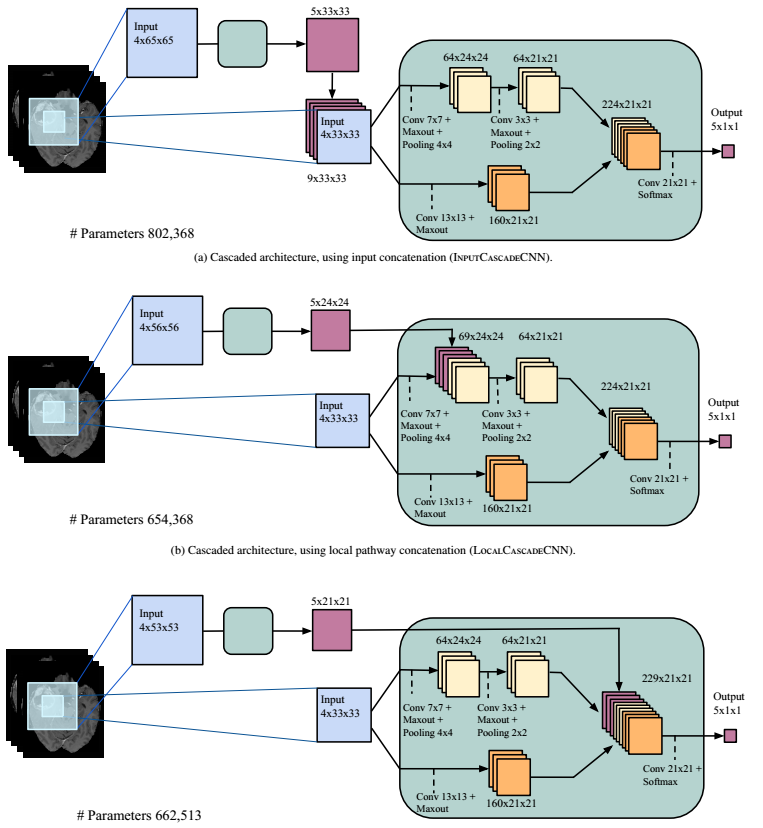 Input
4x65x65
5x33x33
Input
4x33x33
9x33x33
64x24x24
64x21x21
Conv 7x7 +
Maxout +
Pooling 4x4
Conv 3x3 +
Maxout +
Pooling 2x2
224x21x21
Conv 13x13 +
Maxout
160x21x21
Conv 21x21 +
Softmax
Output
5x1x1
# Parameters 802,368
(a) Cascaded architecture, using input concatenation (INPUTCASCADECNN).
Input
4x56x56
5x24x24
Input
4x33x33
69x24x24
64x21x21
Conv 7x7 +
Maxout +
Pooling 4x4
Conv 3x3 +
Maxout +
Pooling 2x2
224x21x21
Conv 13x13 +
Maxout
160x21x21
Conv 21x21 +
Softmax
Output
5x1x1
# Parameters 654,368
(b) Cascaded architecture, using local pathway concatenation (LOCALCASCADECNN).
Input
4x53x53
5x21x21
Input
4x33x33
64x24x24
64x21x21
Conv 7x7 +
Maxout +
Pooling 4x4
Conv 3x3 +
Maxout +
Pooling 2x2
229x21x21
Conv 13x13 +
Maxout
160x21x21
Conv 21x21 +
Softmax
Output
5x1x1
# Parameters 662,513